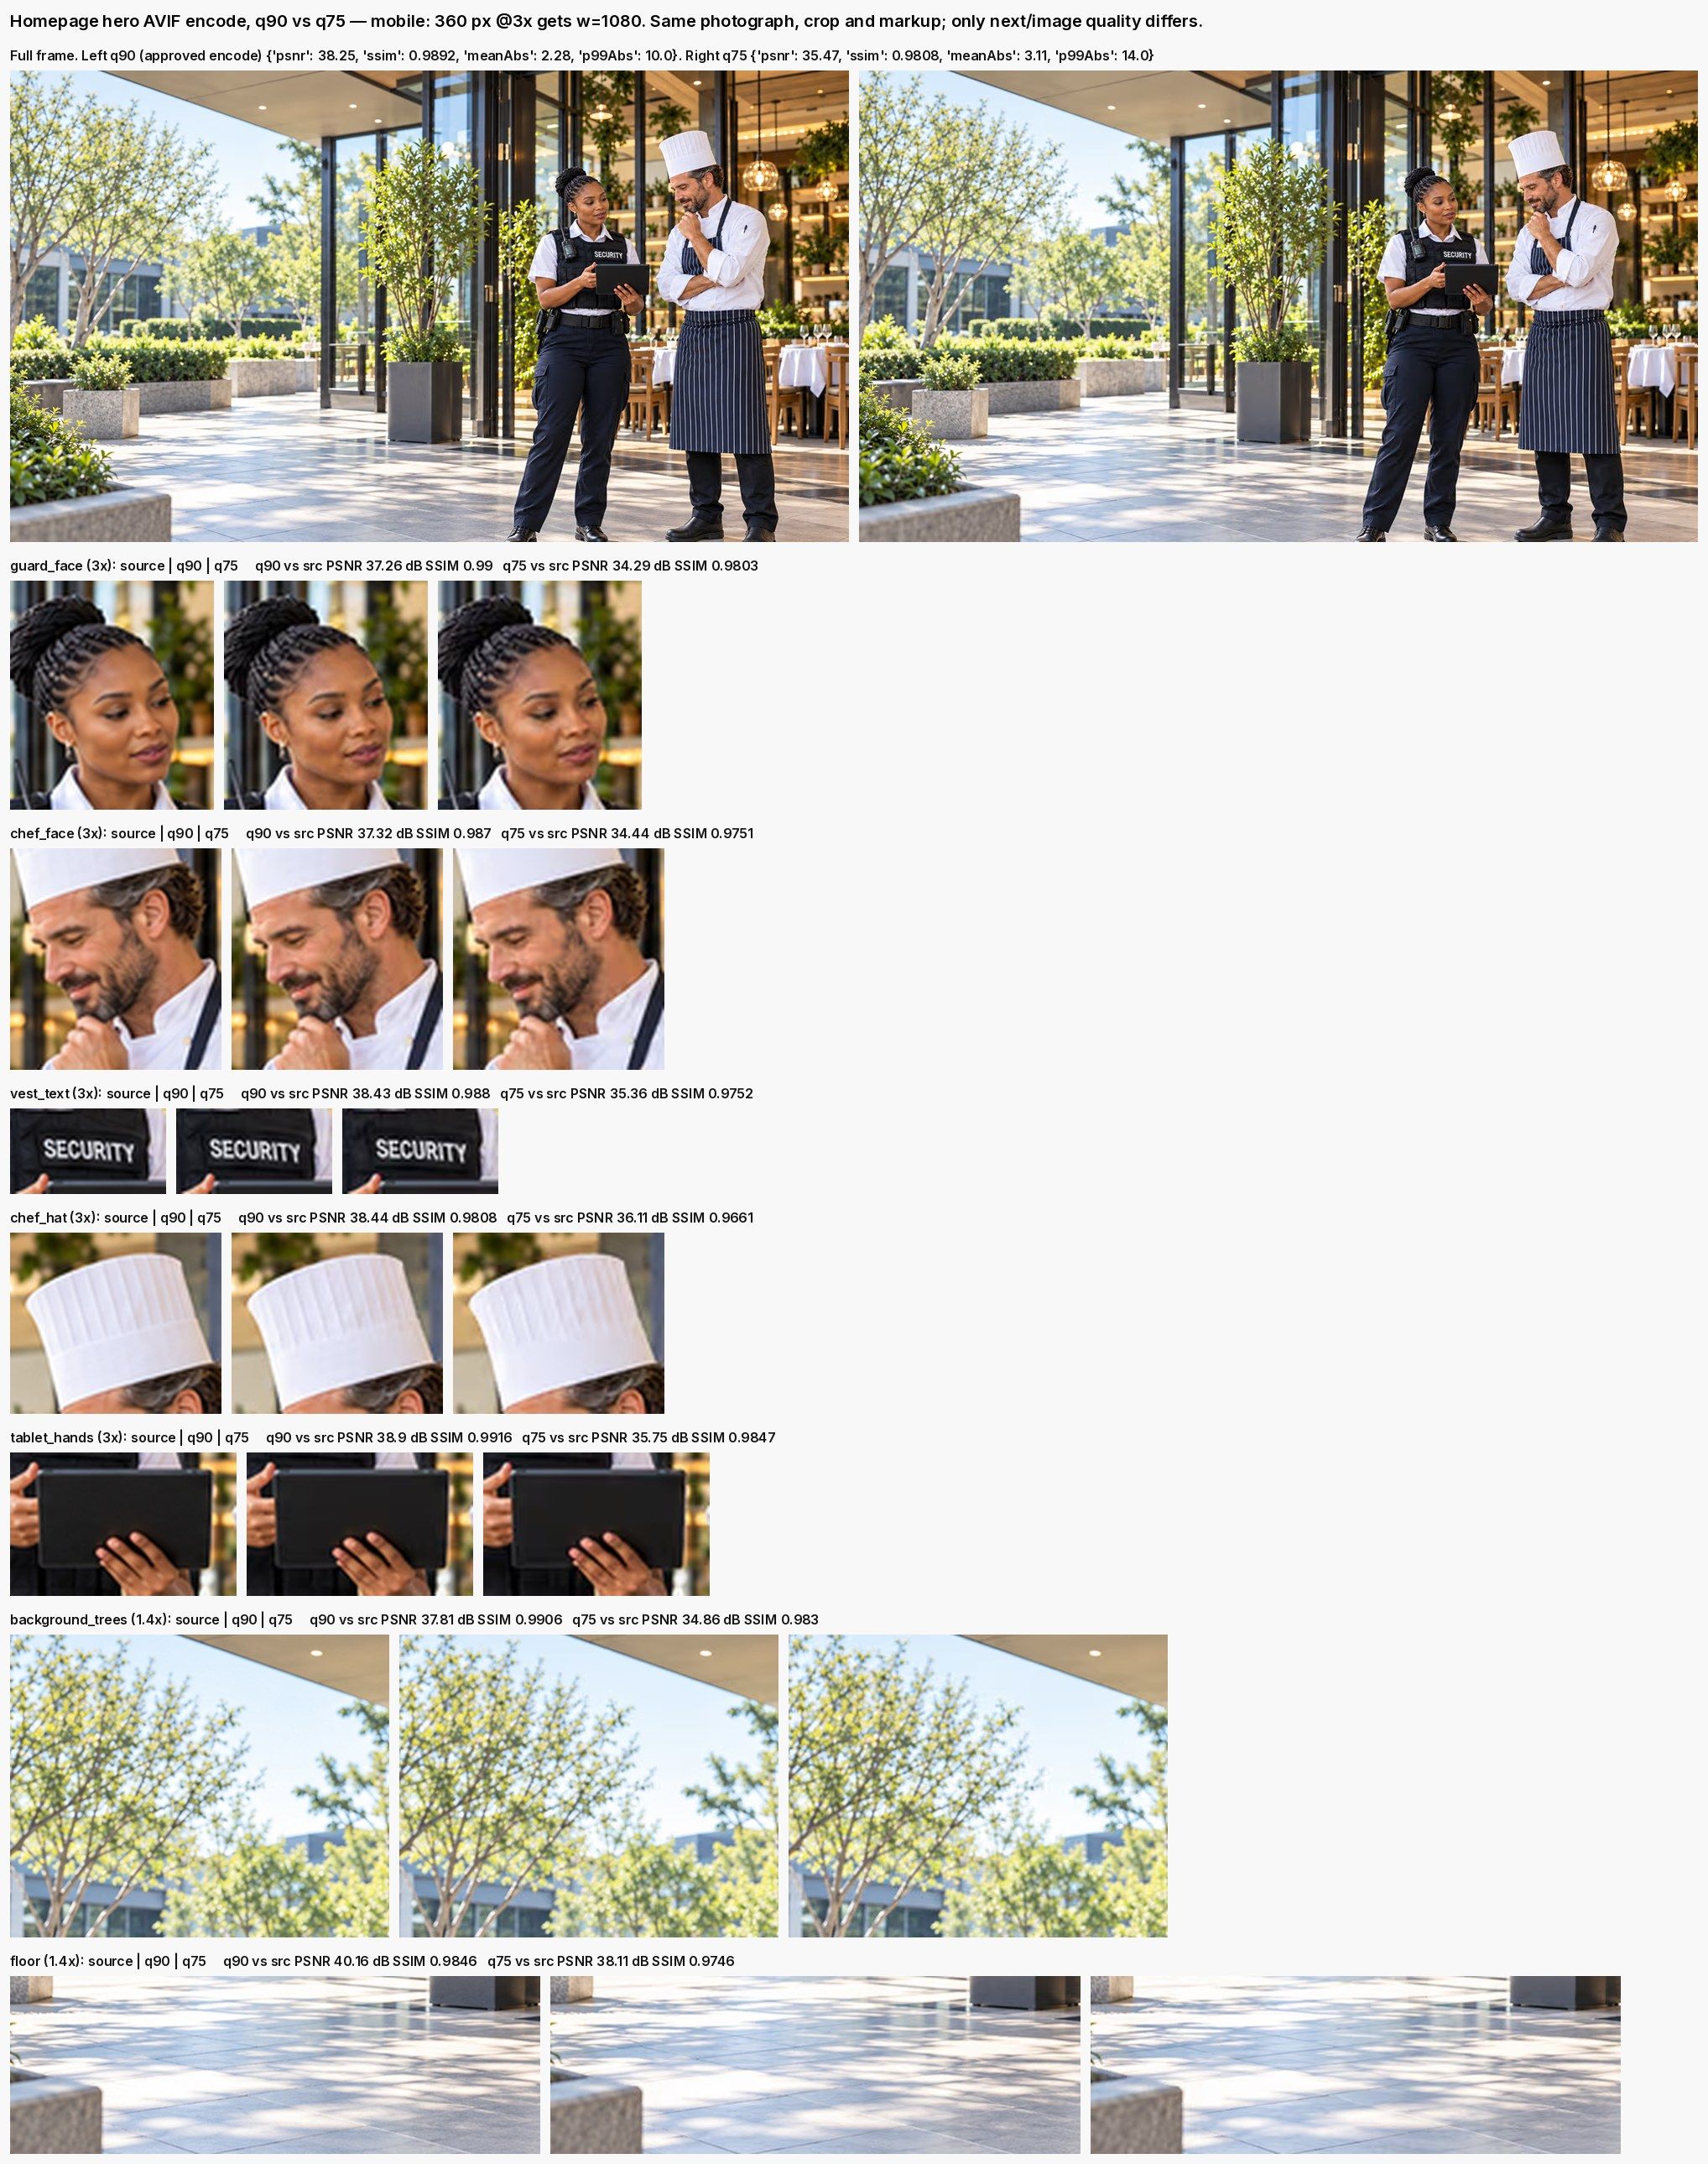 Homepage hero AVIF encode, q90 vs q75 — mobile: 360 px @3x gets w=1080. Same photograph, crop and markup; only next/image quality differs.
Full frame. Left q90 (approved encode) {'psnr': 38.25, 'ssim': 0.9892, 'meanAbs': 2.28, 'p99Abs': 10.0}. Right q75 {'psnr': 35.47, 'ssim': 0.9808, 'meanAbs': 3.11, 'p99Abs': 14.0}
SECURITY
SECURITY
guard_face (3x): source | q90 | q75 q90 vs src PSNR 37.26 dB SSIM 0.99 q75 vs src PSNR 34.29 dB SSIM 0.9803
chef_face (3x): source | q90 | q75 q90 vs src PSNR 37.32 dB SSIM 0.987 q75 vs src PSNR 34.44 dB SSIM 0.9751
vest_text (3x): source | q90 | q75 q90 vs src PSNR 38.43 dB SSIM 0.988 q75 vs src PSNR 35.36 dB SSIM 0.9752
SECURITY SECURITY SECURITY
chef_hat (3x): source | q90 | q75 q90 vs src PSNR 38.44 dB SSIM 0.9808 q75 vs src PSNR 36.11 dB SSIM 0.9661
tablet_hands (3x): source | q90 | q75 q90 vs src PSNR 38.9 dB SSIM 0.9916 q75 vs src PSNR 35.75 dB SSIM 0.9847
background_trees (1.4x): source | q90 | q75 q90 vs src PSNR 37.81 dB SSIM 0.9906 q75 vs src PSNR 34.86 dB SSIM 0.983
floor (1.4x): source | q90 | q75 q90 vs src PSNR 40.16 dB SSIM 0.9846 q75 vs src PSNR 38.11 dB SSIM 0.9746